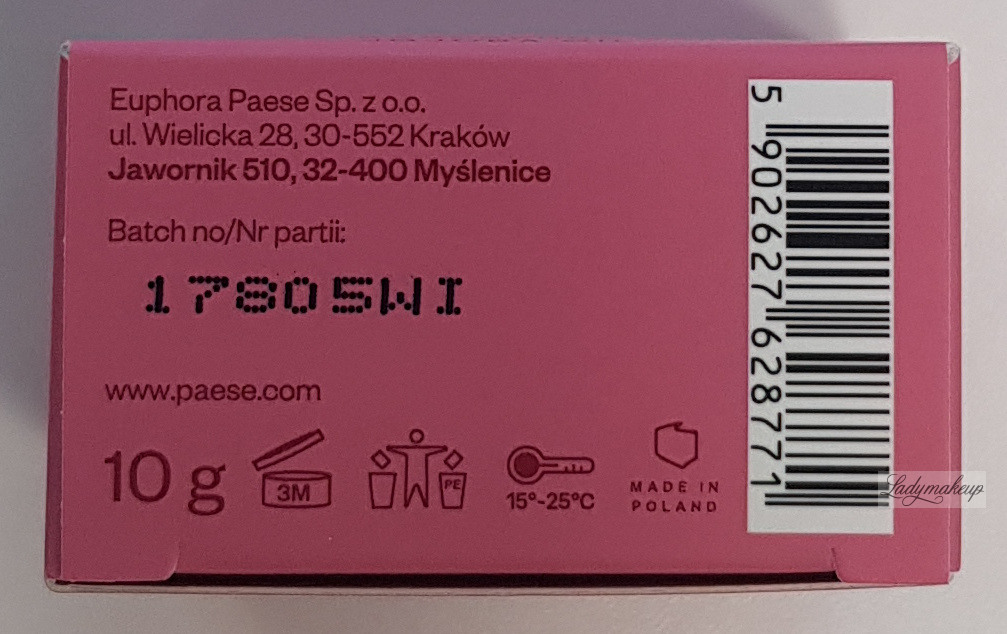 Euphora Paese Sp. z o.o.
ul. Wielicka 28, 30-552 Kraków
Jawornik 510, 32-400 Myślenice
Batch no/Nr partii:
17805WI
www.paese.com
10 g
3M
PE
15°-25°C
MADE IN
POLAND
5 902627 628771
Ladymakeup